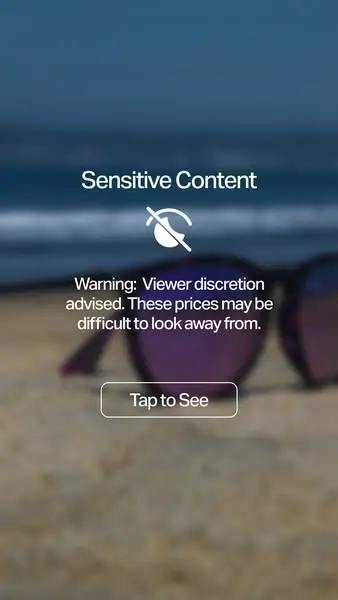 Sensitive Content
Warning: Viewer discretion
advised. These prices may be
difficult to look away from.
Tap to See